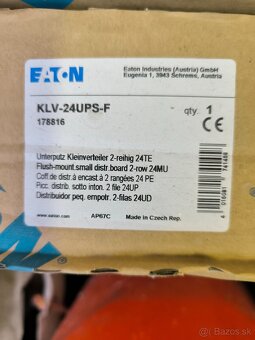 EATON
Eaton Industries (Austria) GmbH
Eugenia 1, 3943 Schrems, Austria
KLV-24UPS-F
178816
qty. 1
CE
Unterputz Kleinverteiler 2-reihig 24TE
Flush-mount.small distr.board 2-row 24MU
Coff de distr.à encast à 2 rangées 24 PE
Picc. distrib. sotto inton. 2 file 24UP
Distribuidor peq. empotr. 2-filas 24UD
www.eaton.com
AP67C
Made in Czech Rep.
bazos.sk